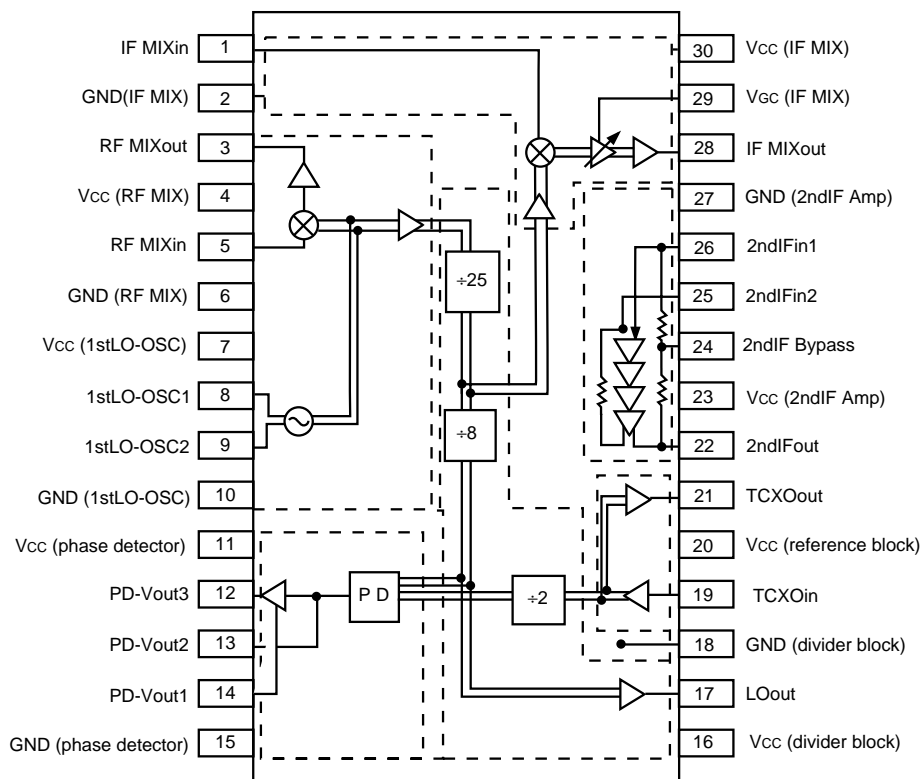 IF MIXin 1
GND(IF MIX) 2
RF MIXout 3
VCC (RF MIX) 4
RF MIXin 5
GND (RF MIX) 6
VCC (1stLO-OSC) 7
1stLO-OSC1 8
1stLO-OSC2 9
GND (1stLO-OSC) 10
VCC (phase detector) 11
PD-Vout3 12
PD-Vout2 13
PD-Vout1 14
GND (phase detector) 15
÷25
÷8
P D
÷2
30 VCC (IF MIX)
29 VGC (IF MIX)
28 IF MIXout
27 GND (2ndIF Amp)
26 2ndIFin1
25 2ndIFin2
24 2ndIF Bypass
23 VCC (2ndIF Amp)
22 2ndIFout
21 TCXOout
20 VCC (reference block)
19 TCXOin
18 GND (divider block)
17 LOout
16 VCC (divider block)